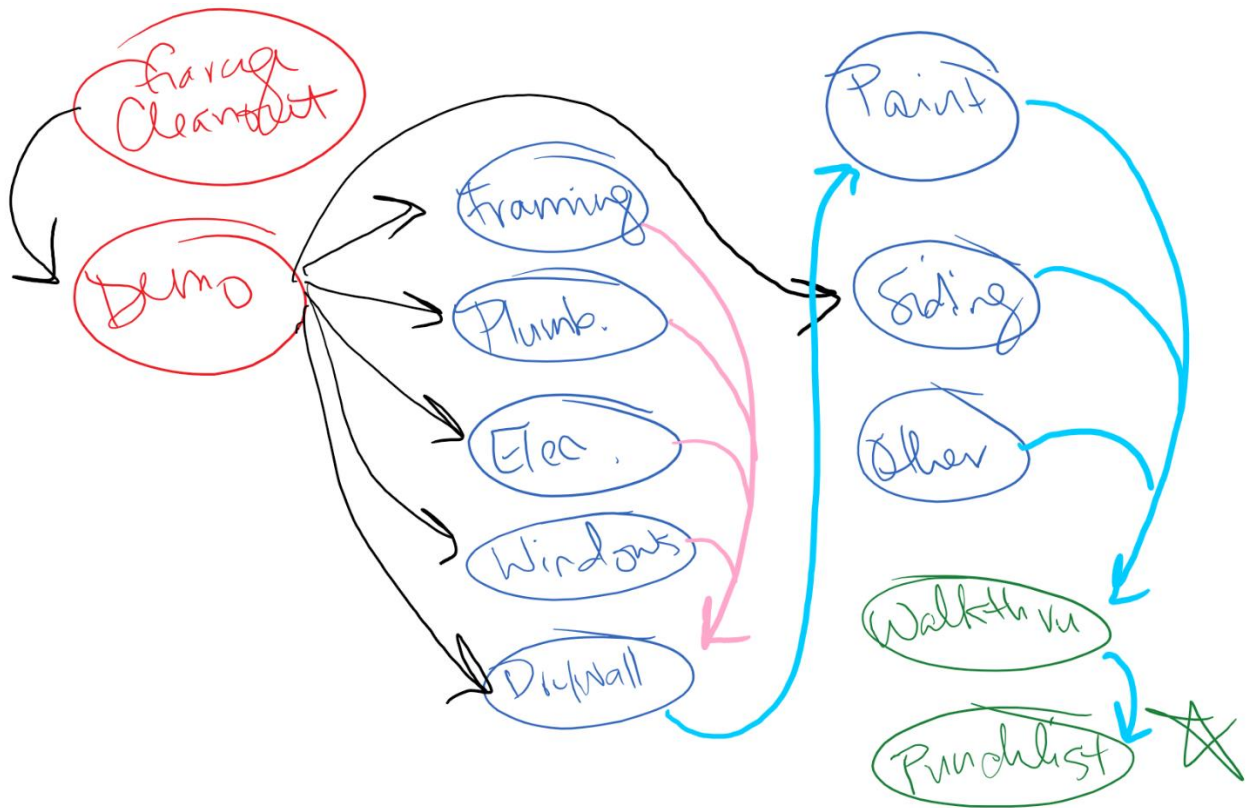 Garage
Cleanout
Demo
Framing
Plumb.
Elec.
Windows
Drywall
Paint
Siding
Other
Walkthru
Punchlist